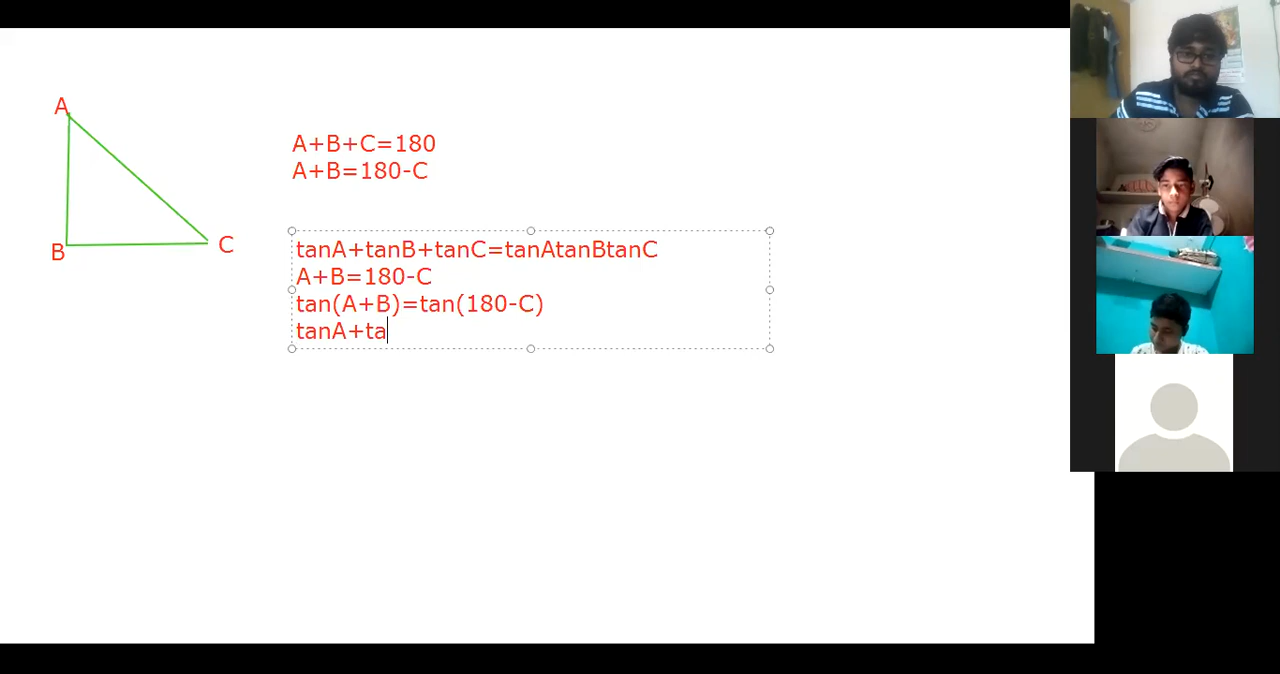 A
B
C
A+B+C=180
A+B=180-C
tanA+tanB+tanC=tanAtanBtanC
A+B=180-C
tan(A+B)=tan(180-C)
tanA+ta